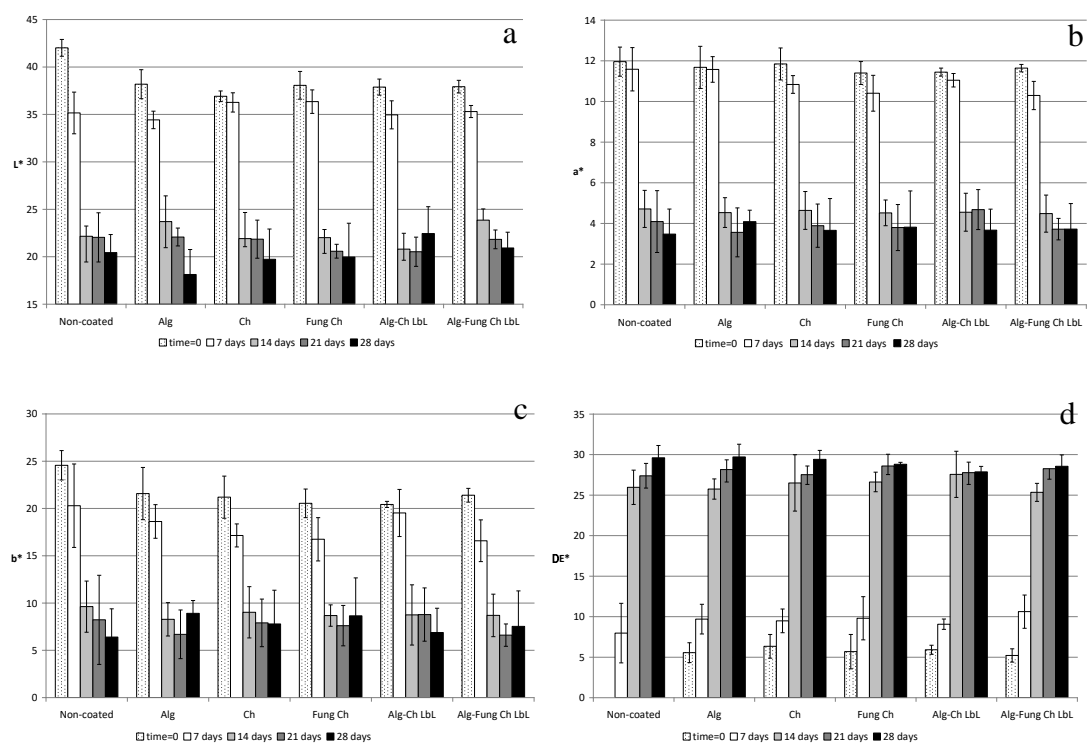 a
45
40
35
30
25
20
15
L*
Non-coated Alg Ch Fung Ch Alg-Ch LbL Alg-Fung Ch LbL
time=0 7 days 14 days 21 days 28 days
b
14
12
10
8
6
4
2
0
a*
Non-coated Alg Ch Fung Ch Alg-Ch LbL Alg-Fung Ch LbL
time=0 7 days 14 days 21 days 28 days
c
30
25
20
15
10
5
0
b*
Non-coated Alg Ch Fung Ch Alg-Ch LbL Alg-Fung Ch LbL
time=0 7 days 14 days 21 days 28 days
d
35
30
25
20
15
10
5
0
DE*
Non-coated Alg Ch Fung Ch Alg-Ch LbL Alg-Fung Ch LbL
time=0 7 days 14 days 21 days 28 days